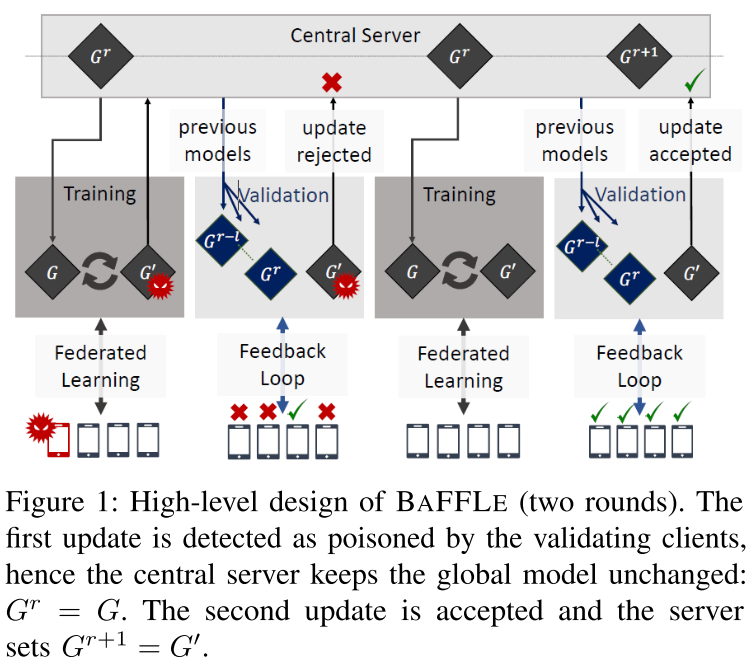 Central Server
G^r
G^r
G^{r+1}
previous models
update rejected
previous models
update accepted
Training
Validation
Training
Validation
G
G′
G^{r−l}
G^r
G′
G
G′
G^{r−l}
G^r
G′
Federated Learning
Feedback Loop
Federated Learning
Feedback Loop
Figure 1: High-level design of BAFFLE (two rounds). The
first update is detected as poisoned by the validating clients,
hence the central server keeps the global model unchanged:
G^r = G. The second update is accepted and the server
sets G^{r+1} = G′.